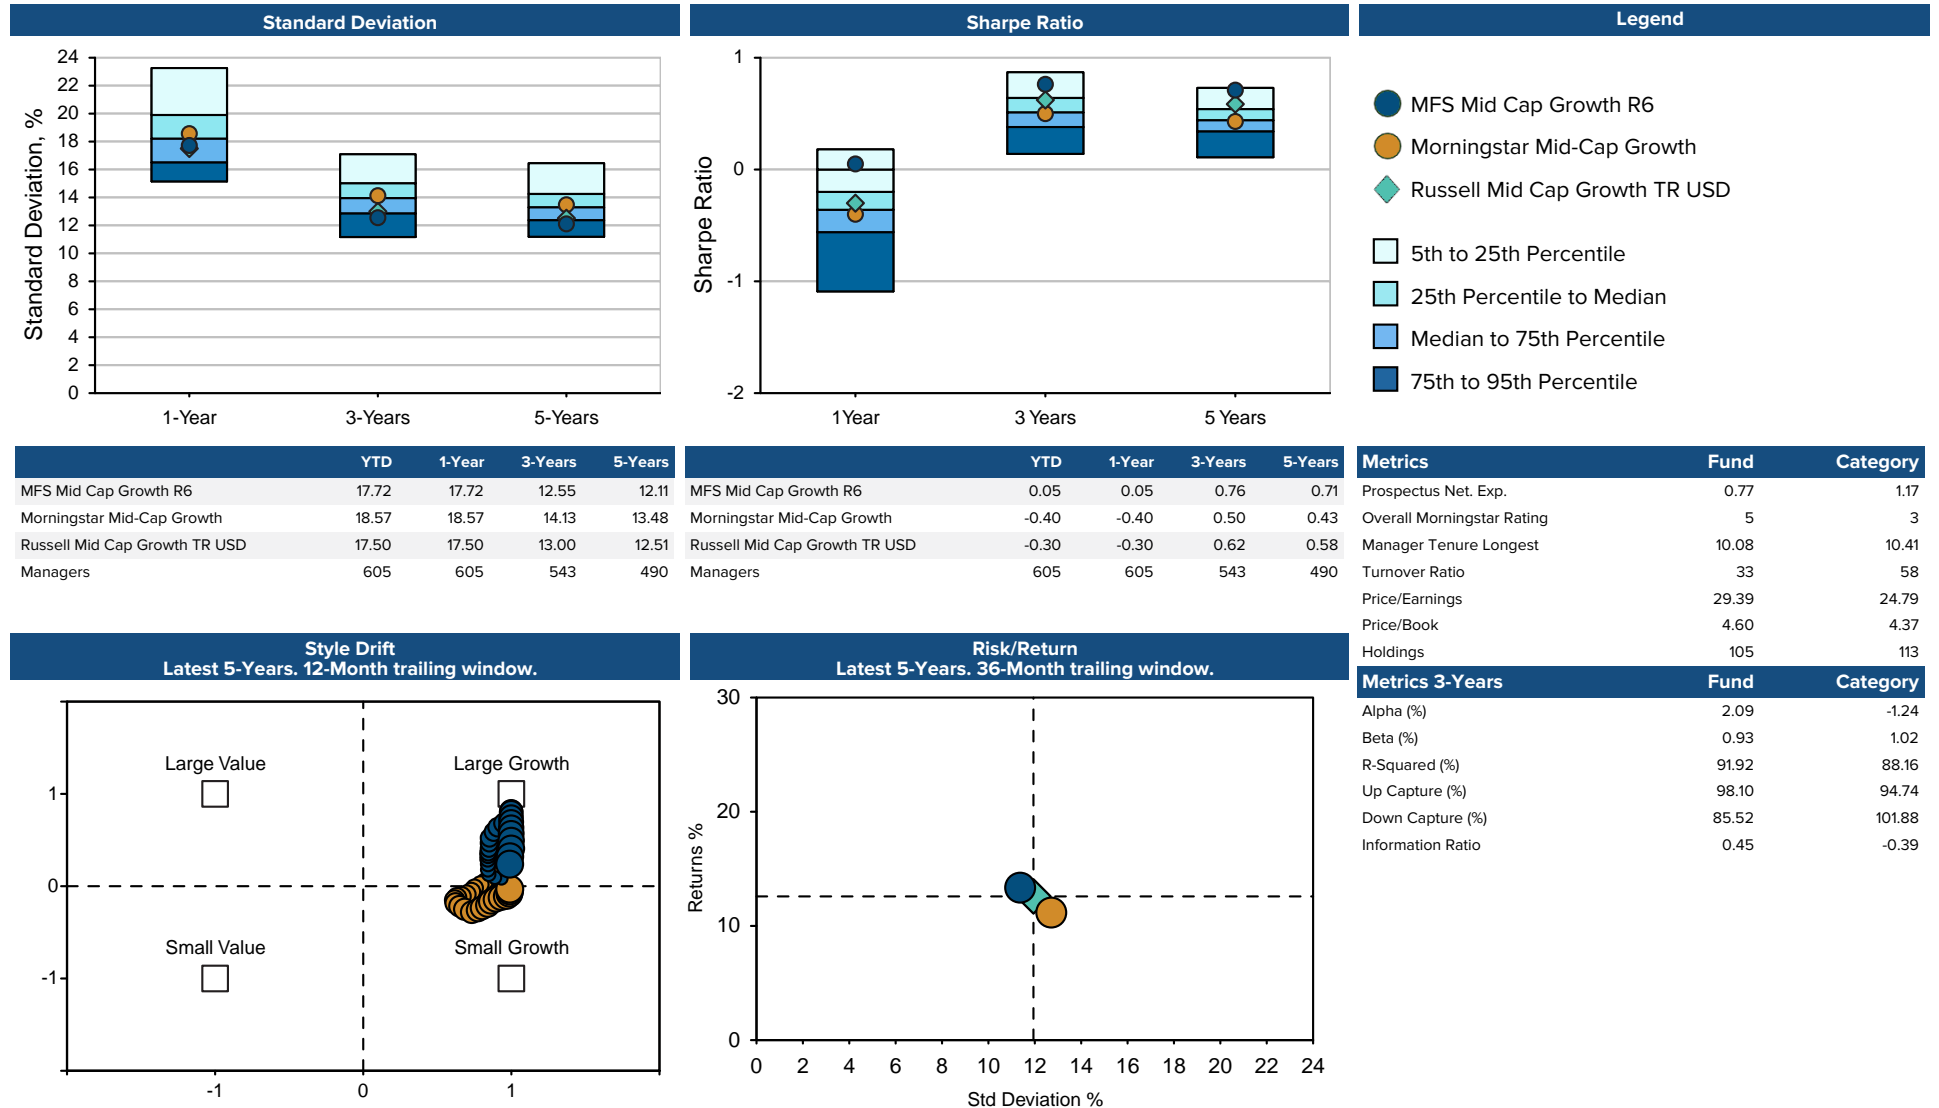 Standard Deviation
Sharpe Ratio
Legend
24
22
20
18
16
14
12
10
8
6
4
2
0
Standard Deviation, %
1-Year
3-Years
5-Years
1
0
-1
-2
Sharpe Ratio
1Year
3 Years
5 Years
MFS Mid Cap Growth R6
Morningstar Mid-Cap Growth
Russell Mid Cap Growth TR USD
5th to 25th Percentile
25th Percentile to Median
Median to 75th Percentile
75th to 95th Percentile
YTD 1-Year 3-Years 5-Years
MFS Mid Cap Growth R6 17.72 17.72 12.55 12.11
Morningstar Mid-Cap Growth 18.57 18.57 14.13 13.48
Russell Mid Cap Growth TR USD 17.50 17.50 13.00 12.51
Managers 605 605 543 490
YTD 1-Year 3-Years 5-Years
MFS Mid Cap Growth R6 0.05 0.05 0.76 0.71
Morningstar Mid-Cap Growth -0.40 -0.40 0.50 0.43
Russell Mid Cap Growth TR USD -0.30 -0.30 0.62 0.58
Managers 605 605 543 490
Metrics Fund Category
Prospectus Net. Exp. 0.77 1.17
Overall Morningstar Rating 5 3
Manager Tenure Longest 10.08 10.41
Turnover Ratio 33 58
Price/Earnings 29.39 24.79
Price/Book 4.60 4.37
Holdings 105 113
Metrics 3-Years Fund Category
Alpha (%) 2.09 -1.24
Beta (%) 0.93 1.02
R-Squared (%) 91.92 88.16
Up Capture (%) 98.10 94.74
Down Capture (%) 85.52 101.88
Information Ratio 0.45 -0.39
Style Drift
Latest 5-Years. 12-Month trailing window.
Large Value
Large Growth
Small Value
Small Growth
1
0
-1
-1
0
1
Risk/Return
Latest 5-Years. 36-Month trailing window.
30
20
10
0
Returns %
0 2 4 6 8 10 12 14 16 18 20 22 24
Std Deviation %